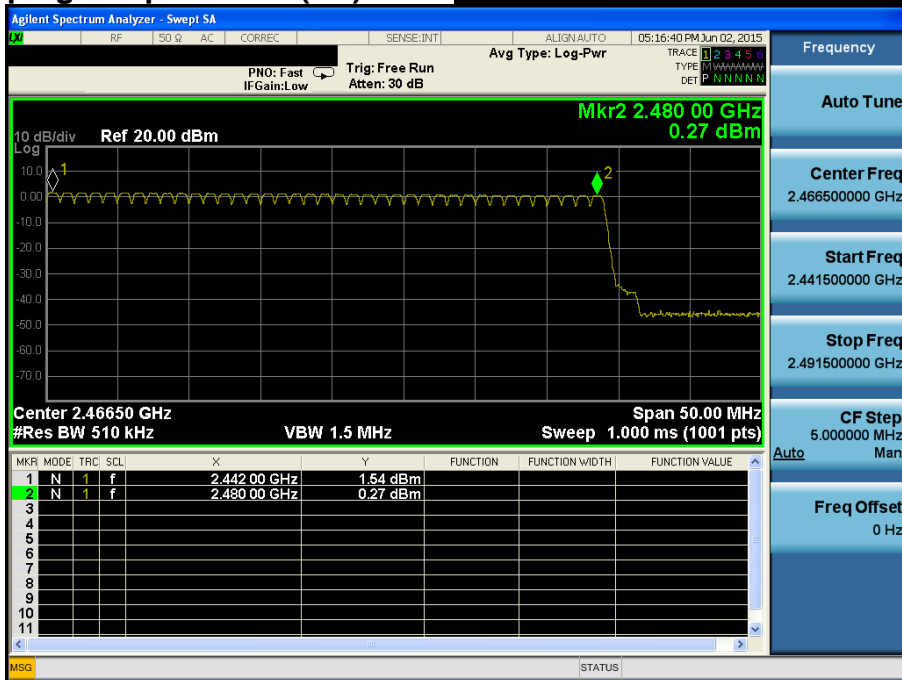 Agilent Spectrum Analyzer - Swept SA
LXI RF 50 Ω AC CORREC SENSE:INT ALIGN AUTO 05:16:40 PM Jun 02, 2015
Avg Type: Log-Pwr
TRACE 1 2 3 4 5 6
TYPE M
DET P N N N N N
PNO: Fast
IFGain:Low
Trig: Free Run
Atten: 30 dB
Mkr2 2.480 00 GHz
0.27 dBm
10 dB/div Ref 20.00 dBm
Log
10.0
0.00
-10.0
-20.0
-30.0
-40.0
-50.0
-60.0
-70.0
1
2
Center 2.46650 GHz Span 50.00 MHz
#Res BW 510 kHz VBW 1.5 MHz Sweep 1.000 ms (1001 pts)
MKR MODE TRC SCL X Y FUNCTION FUNCTION WIDTH FUNCTION VALUE
1 N 1 f 2.442 00 GHz 1.54 dBm
2 N 1 f 2.480 00 GHz 0.27 dBm
3
4
5
6
7
8
9
10
11
MSG STATUS
Frequency
Auto Tune
Center Freq
2.466500000 GHz
Start Freq
2.441500000 GHz
Stop Freq
2.491500000 GHz
CF Step
5.000000 MHz
Auto Man
Freq Offset
0 Hz